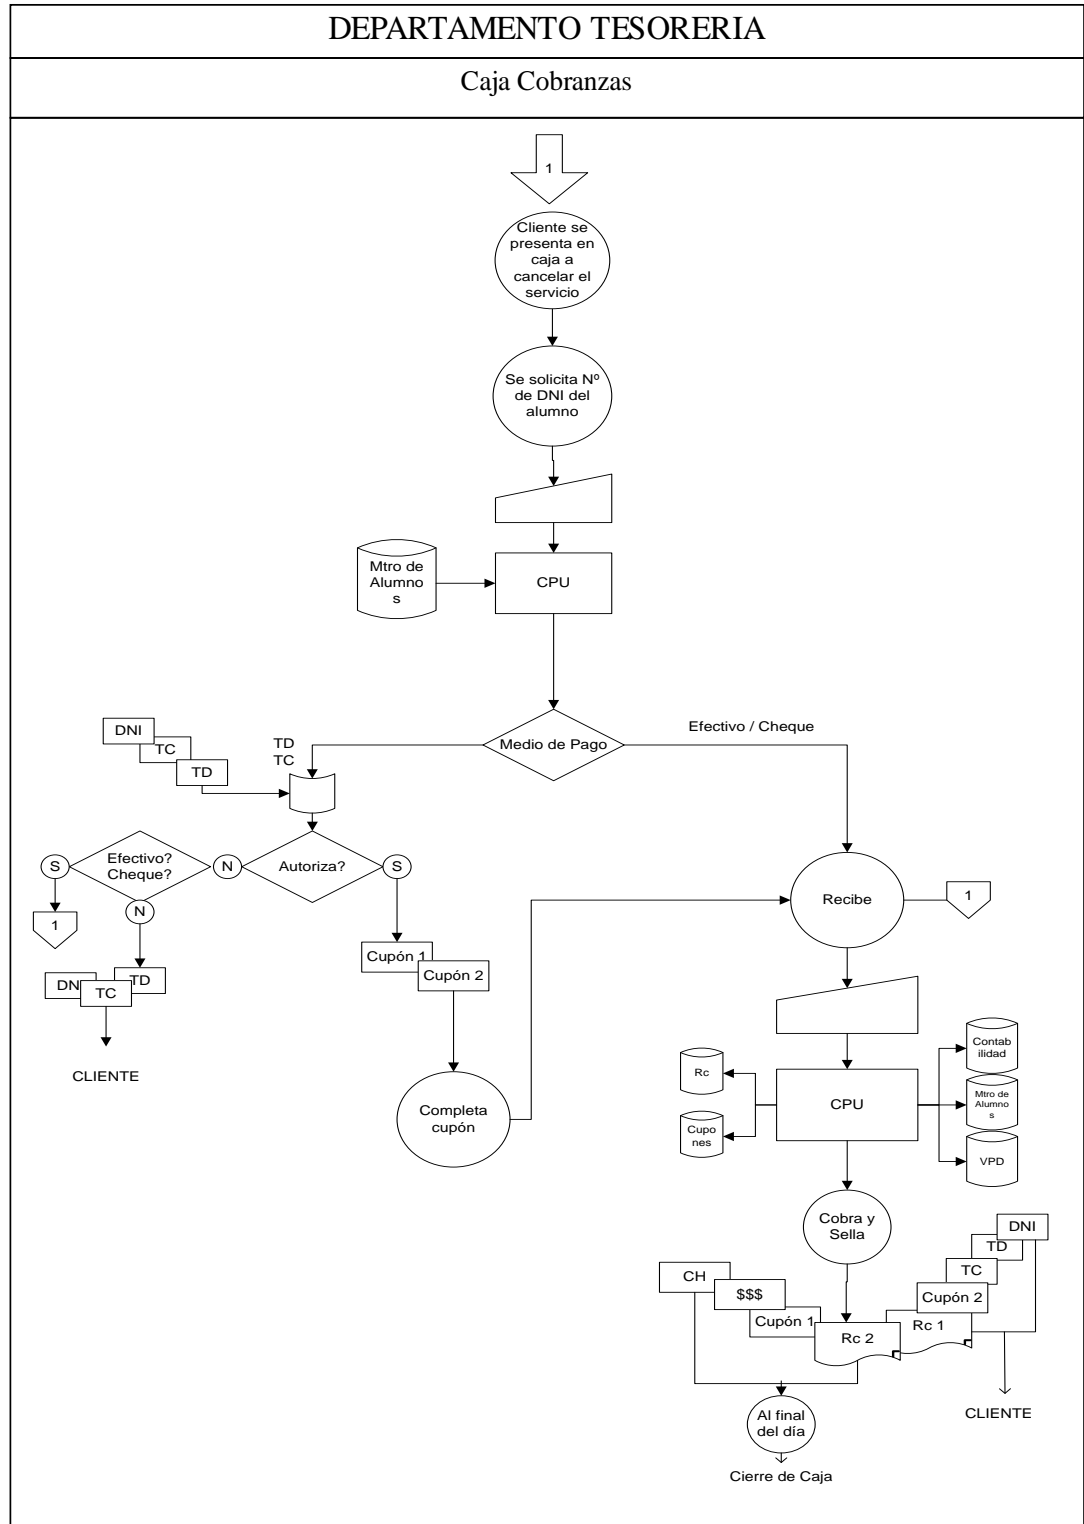 DEPARTAMENTO TESORERIA
Caja Cobranzas
1
Cliente se
presenta en
caja a
cancelar el
servicio
Se solicita Nº
de DNI del
alumno
Mtro de
Alumno
s
CPU
Medio de Pago
Efectivo / Cheque
TD
TC
DNI
TC
TD
Efectivo?
Cheque?
S
N
Autoriza?
S
N
1
Cupón 1
Cupón 2
DN
TC
TD
CLIENTE
Completa
cupón
Recibe
1
CPU
Rc
Cupo
nes
Contab
ilidad
Mtro de
Alumno
s
VPD
Cobra y
Sella
CH
$$$
Cupón 1
Rc 2
Rc 1
Cupón 2
TC
TD
DNI
CLIENTE
Al final
del día
Cierre de Caja